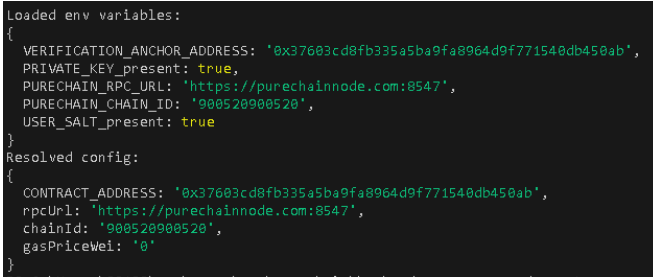 Loaded env variables:
{
  VERIFICATION_ANCHOR_ADDRESS: '0x37603cd8fb335a5ba9fa8964d9f771540db450ab',
  PRIVATE_KEY_present: true,
  PURECHAIN_RPC_URL: 'https://purechainnode.com:8547',
  PURECHAIN_CHAIN_ID: '900520900520',
  USER_SALT_present: true
}
Resolved config:
{
  CONTRACT_ADDRESS: '0x37603cd8fb335a5ba9fa8964d9f771540db450ab',
  rpcUrl: 'https://purechainnode.com:8547',
  chainId: '900520900520',
  gasPriceWei: '0'
}